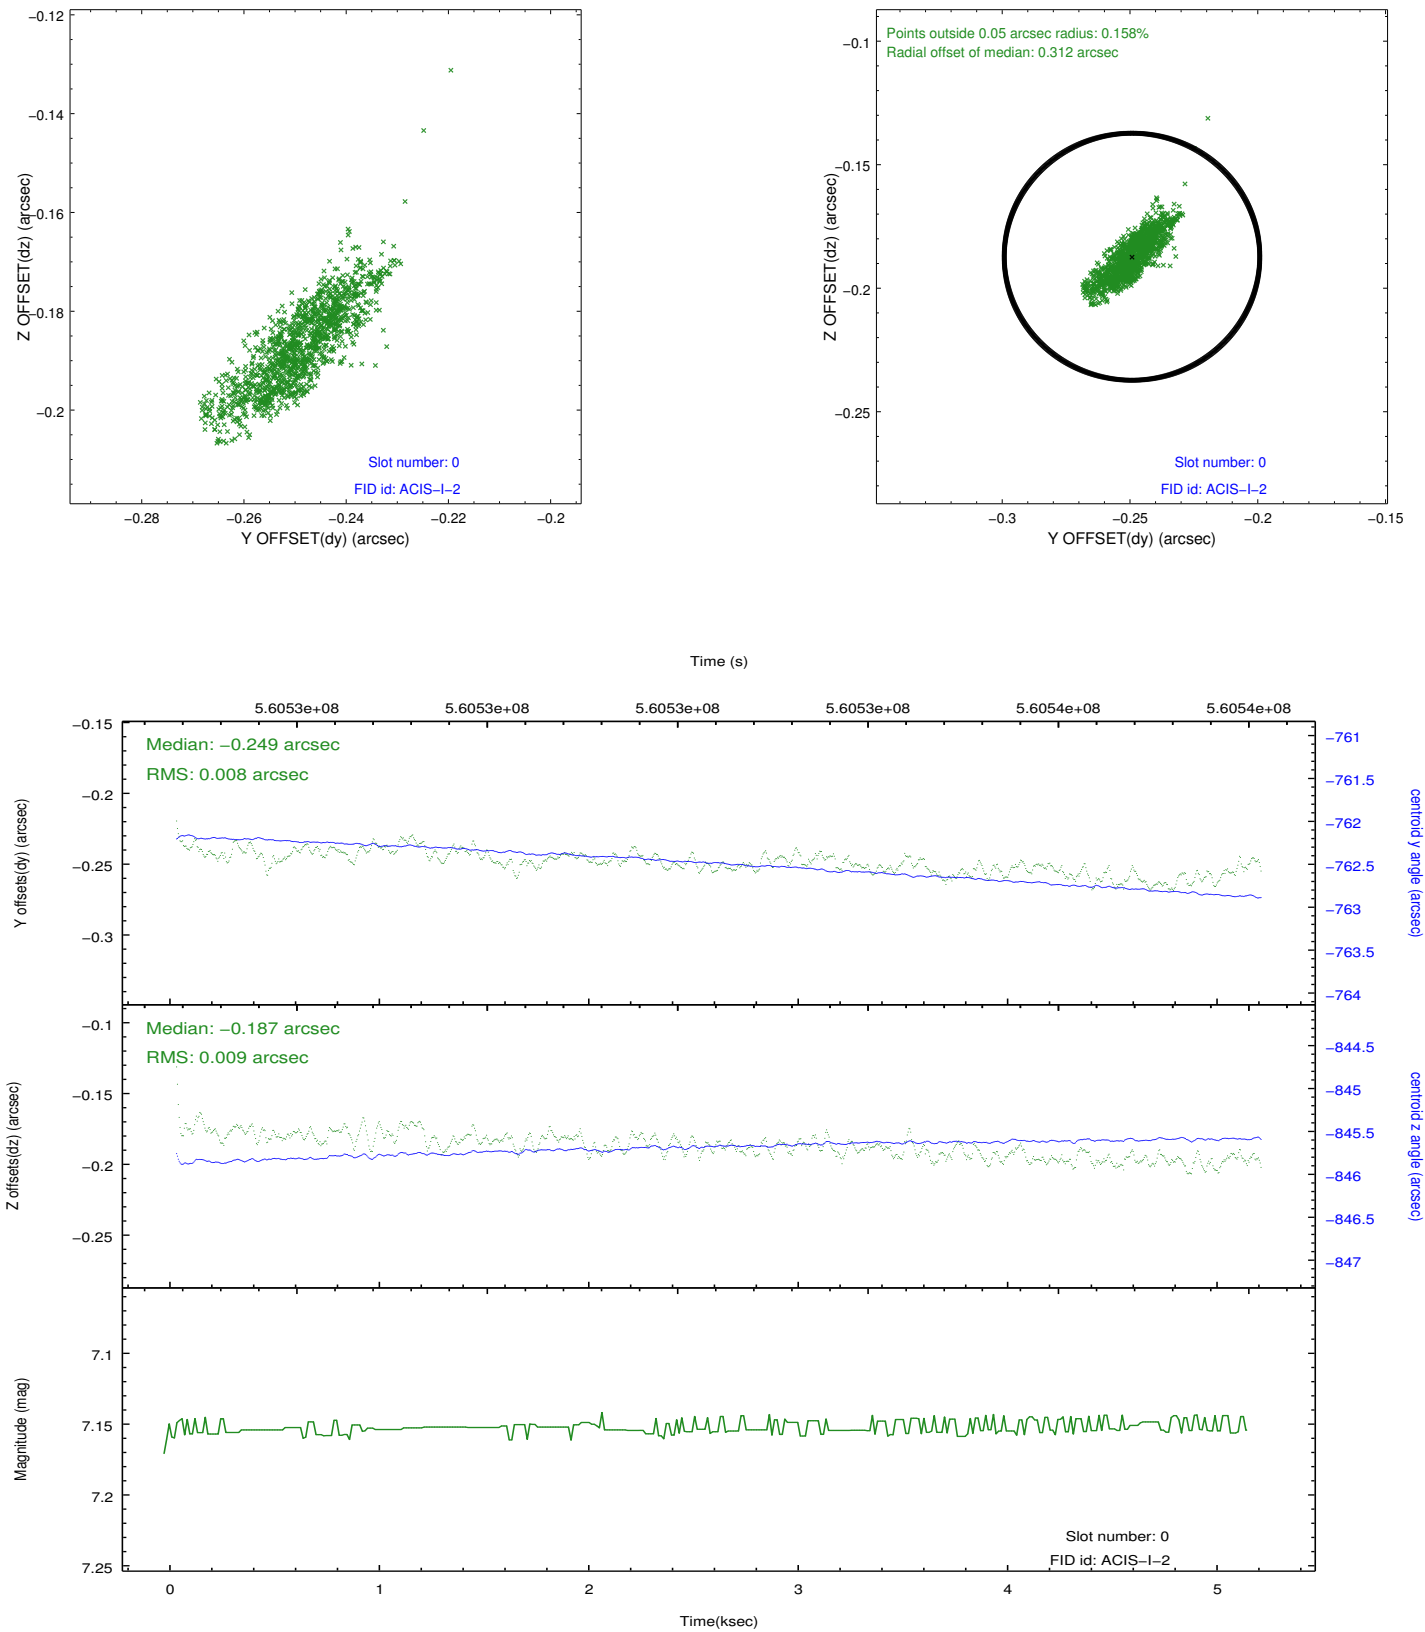 −0.12
−0.14
−0.16
−0.18
−0.2
Z OFFSET(dz) (arcsec)
Slot number: 0
FID id: ACIS−I−2
−0.28
−0.26
−0.24
−0.22
−0.2
Y OFFSET(dy) (arcsec)
Points outside 0.05 arcsec radius: 0.158%
Radial offset of median: 0.312 arcsec
−0.1
−0.15
−0.2
−0.25
Z OFFSET(dz) (arcsec)
Slot number: 0
FID id: ACIS−I−2
−0.3
−0.25
−0.2
−0.15
Y OFFSET(dy) (arcsec)
Time (s)
5.6053e+08
5.6053e+08
5.6053e+08
5.6053e+08
5.6054e+08
5.6054e+08
−0.15
−0.2
−0.25
−0.3
Y offsets(dy) (arcsec)
Median: −0.249 arcsec
RMS: 0.008 arcsec
−761
−761.5
−762
−762.5
−763
−763.5
−764
centroid y angle (arcsec)
−0.1
−0.15
−0.2
−0.25
Z offsets(dz) (arcsec)
Median: −0.187 arcsec
RMS: 0.009 arcsec
−844.5
−845
−845.5
−846
−846.5
−847
centroid z angle (arcsec)
7.1
7.15
7.2
7.25
Magnitude (mag)
Slot number: 0
FID id: ACIS−I−2
0
1
2
3
4
5
Time(ksec)